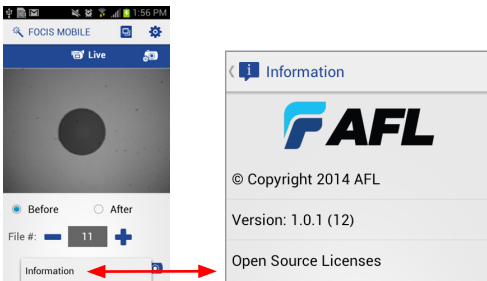 1:56 PM
FOCIS MOBILE
Live
Before
After
File #:
11
Information
i Information
AFL
© Copyright 2014 AFL
Version: 1.0.1 (12)
Open Source Licenses